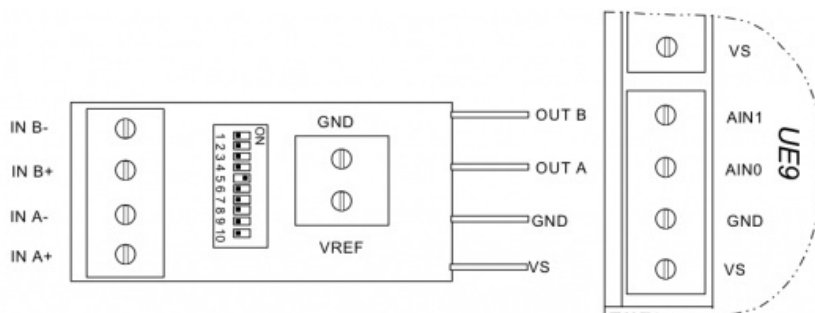 IN B-
IN B+
IN A-
IN A+
ON
1
2
3
4
5
6
7
8
9
10
GND
VREF
OUT B
OUT A
GND
VS
VS
AIN1
AIN0
GND
VS
UE9